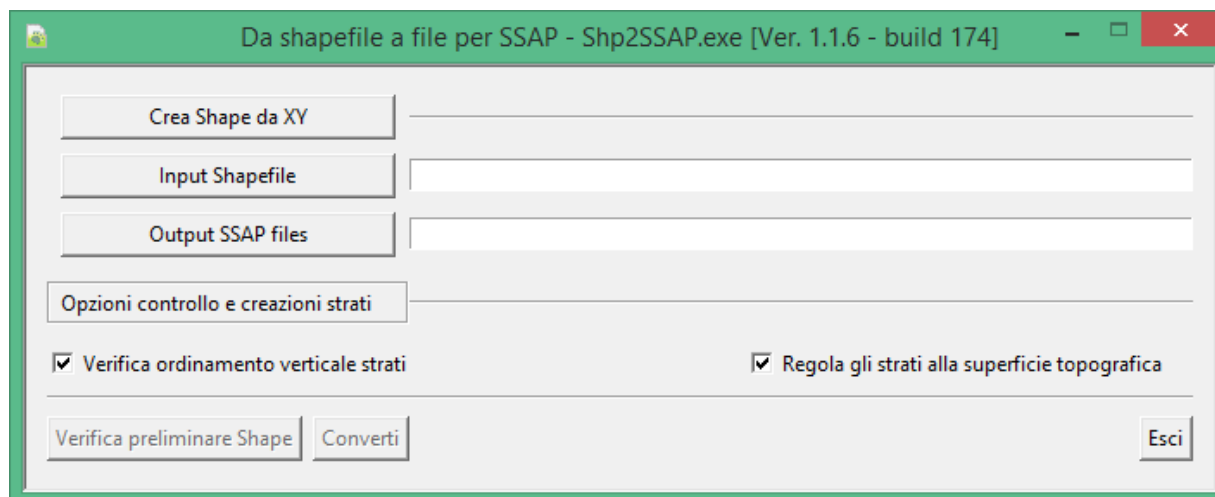 Da shapefile a file per SSAP - Shp2SSAP.exe [Ver. 1.1.6 - build 174]
Crea Shape da XY
Input Shapefile
Output SSAP files
Opzioni controllo e creazioni strati
Verifica ordinamento verticale strati
Regola gli strati alla superficie topografica
Verifica preliminare Shape
Converti
Esci